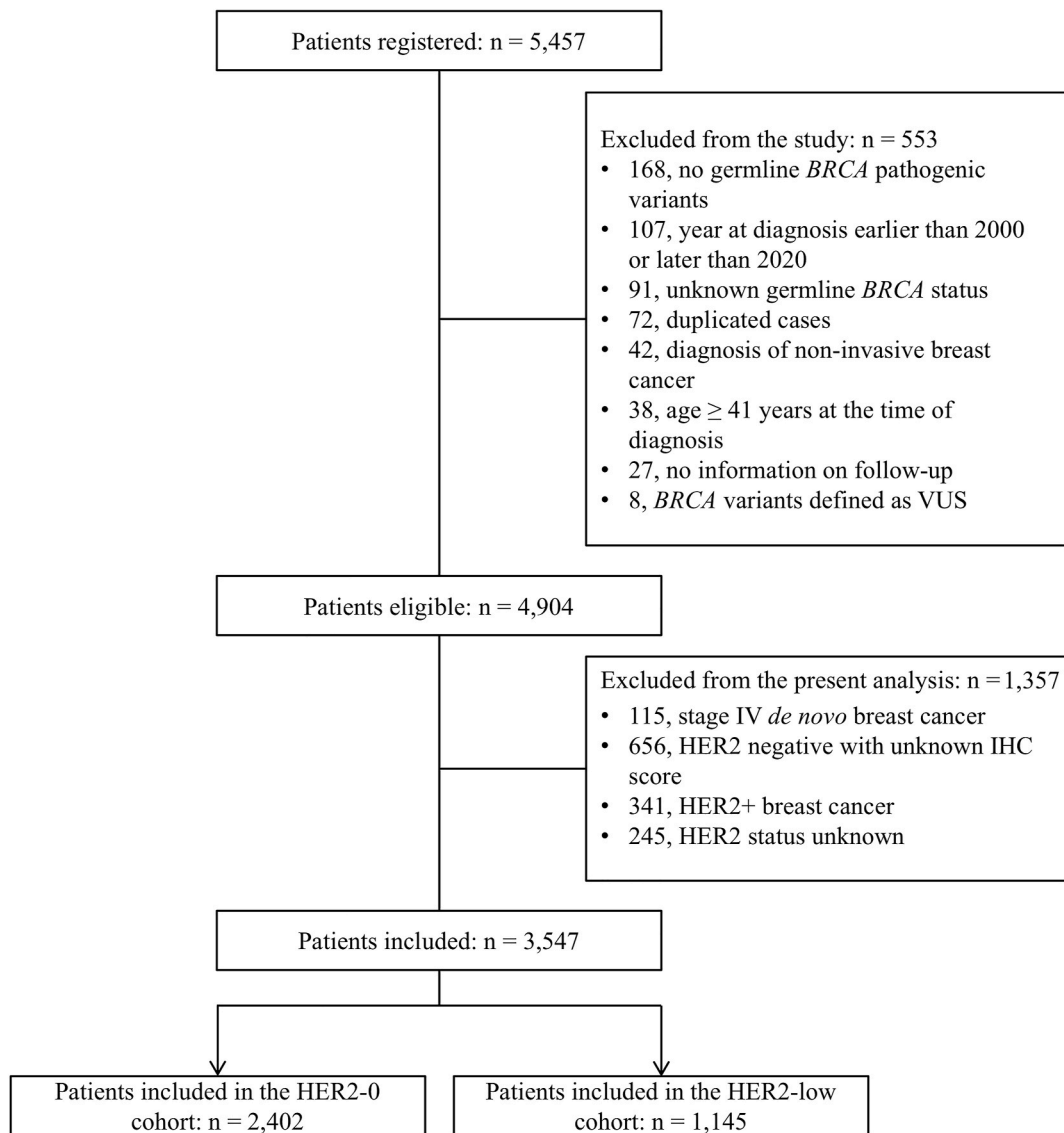 Patients registered: n = 5,457
Excluded from the study: n = 553
• 168, no germline BRCA pathogenic
variants
• 107, year at diagnosis earlier than 2000
or later than 2020
• 91, unknown germline BRCA status
• 72, duplicated cases
• 42, diagnosis of non-invasive breast
cancer
• 38, age ≥ 41 years at the time of
diagnosis
• 27, no information on follow-up
• 8, BRCA variants defined as VUS
Patients eligible: n = 4,904
Excluded from the present analysis: n = 1,357
• 115, stage IV de novo breast cancer
• 656, HER2 negative with unknown IHC
score
• 341, HER2+ breast cancer
• 245, HER2 status unknown
Patients included: n = 3,547
Patients included in the HER2-0
cohort: n = 2,402
Patients included in the HER2-low
cohort: n = 1,145